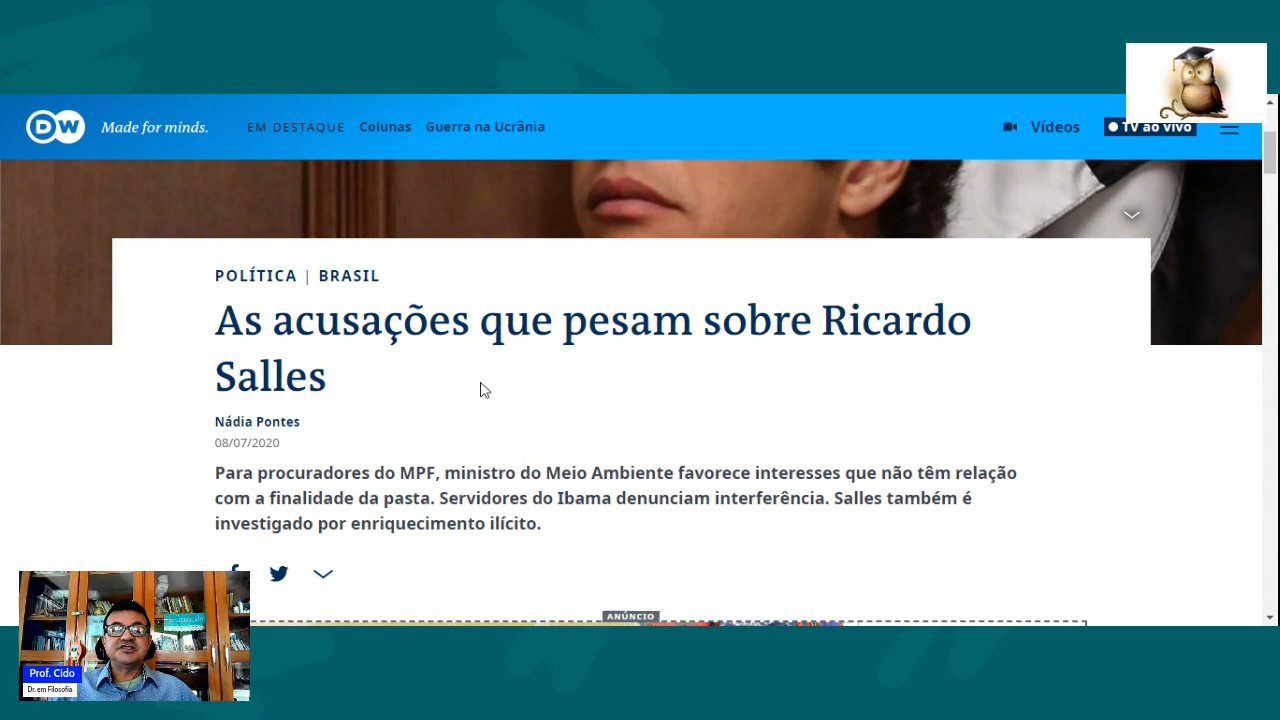 DW Made for minds. EM DESTAQUE Colunas Guerra na Ucrânia Vídeos TV ao vivo
POLÍTICA | BRASIL
As acusações que pesam sobre Ricardo
Salles
Nádia Pontes
08/07/2020
Para procuradores do MPF, ministro do Meio Ambiente favorece interesses que não têm relação
com a finalidade da pasta. Servidores do Ibama denunciam interferência. Salles também é
investigado por enriquecimento ilícito.
ANÚNCIO
Prof. Cido
Dr. em Filosofia